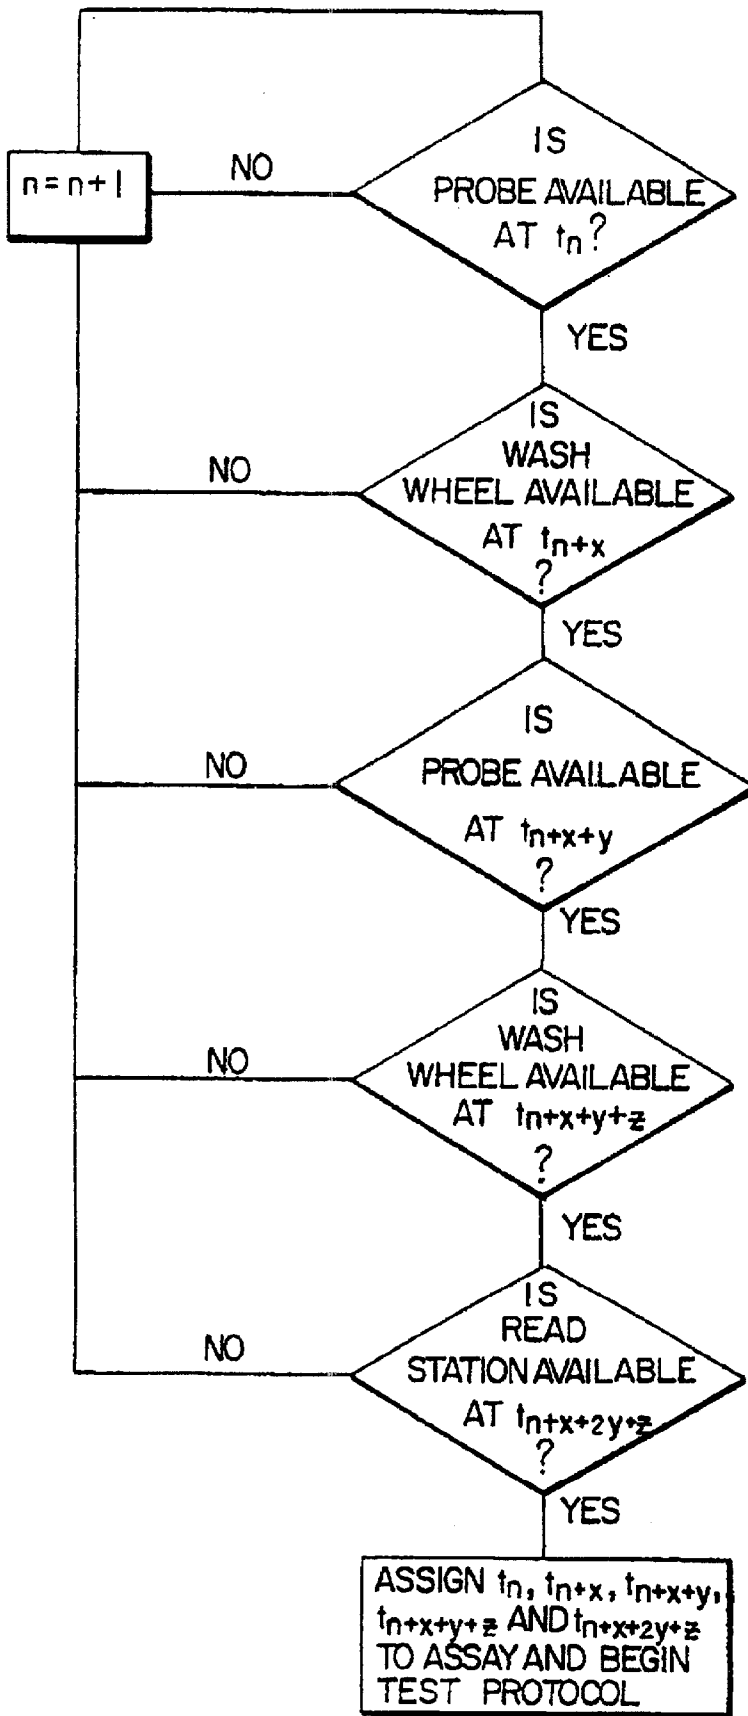 IS
PROBE AVAILABLE
AT tn?
NO
n=n+1
YES
IS
WASH
WHEEL AVAILABLE
AT tn+x
?
NO
YES
IS
PROBE AVAILABLE
AT tn+x+y
?
NO
YES
IS
WASH
WHEEL AVAILABLE
AT tn+x+y+z
?
NO
YES
IS
READ
STATION AVAILABLE
AT tn+x+2y+z
?
NO
YES
ASSIGN tn, tn+x, tn+x+y,
tn+x+y+z AND tn+x+2y+z
TO ASSAY AND BEGIN
TEST PROTOCOL